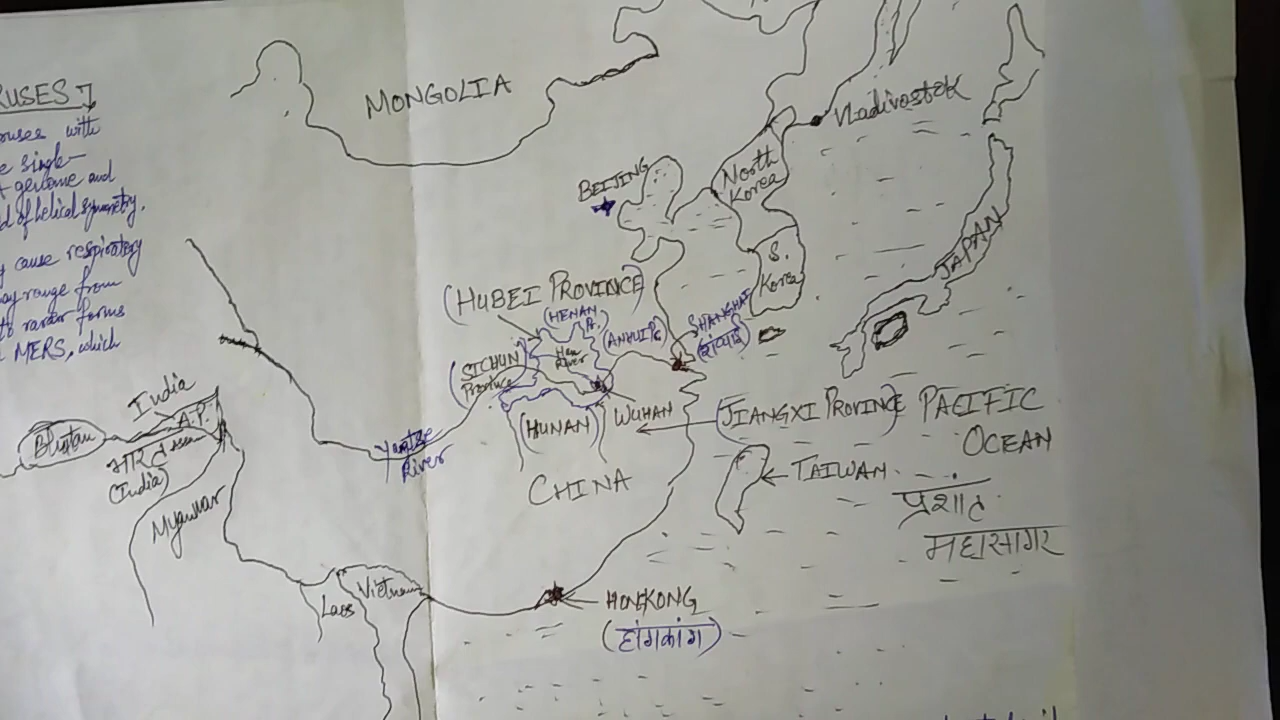 RUSES
ruses with
e single-
genome and
d of helical symmetry.
cause respiratory
ay range from
to rarer forms
MERS, which
MONGOLIA
Vladivostok
BEIJING
North
Korea
S.
Korea
JAPAN
(HUBEI PROVINCE)
(HENAN
P.)
(ANHUI P.)
SHANGHAI
(SICHUN
Province
Han
River
(HUNAN)
WUHAN
(JIANGXI PROVINCE)
PACIFIC
OCEAN
प्रशांत
महासागर
Yangtze
River
CHINA
TAIWAN.
India
A.P.
Bhutan
भारत
(India)
Myanmar
Laos
Vietnam
HONKONG
(हांगकांग)